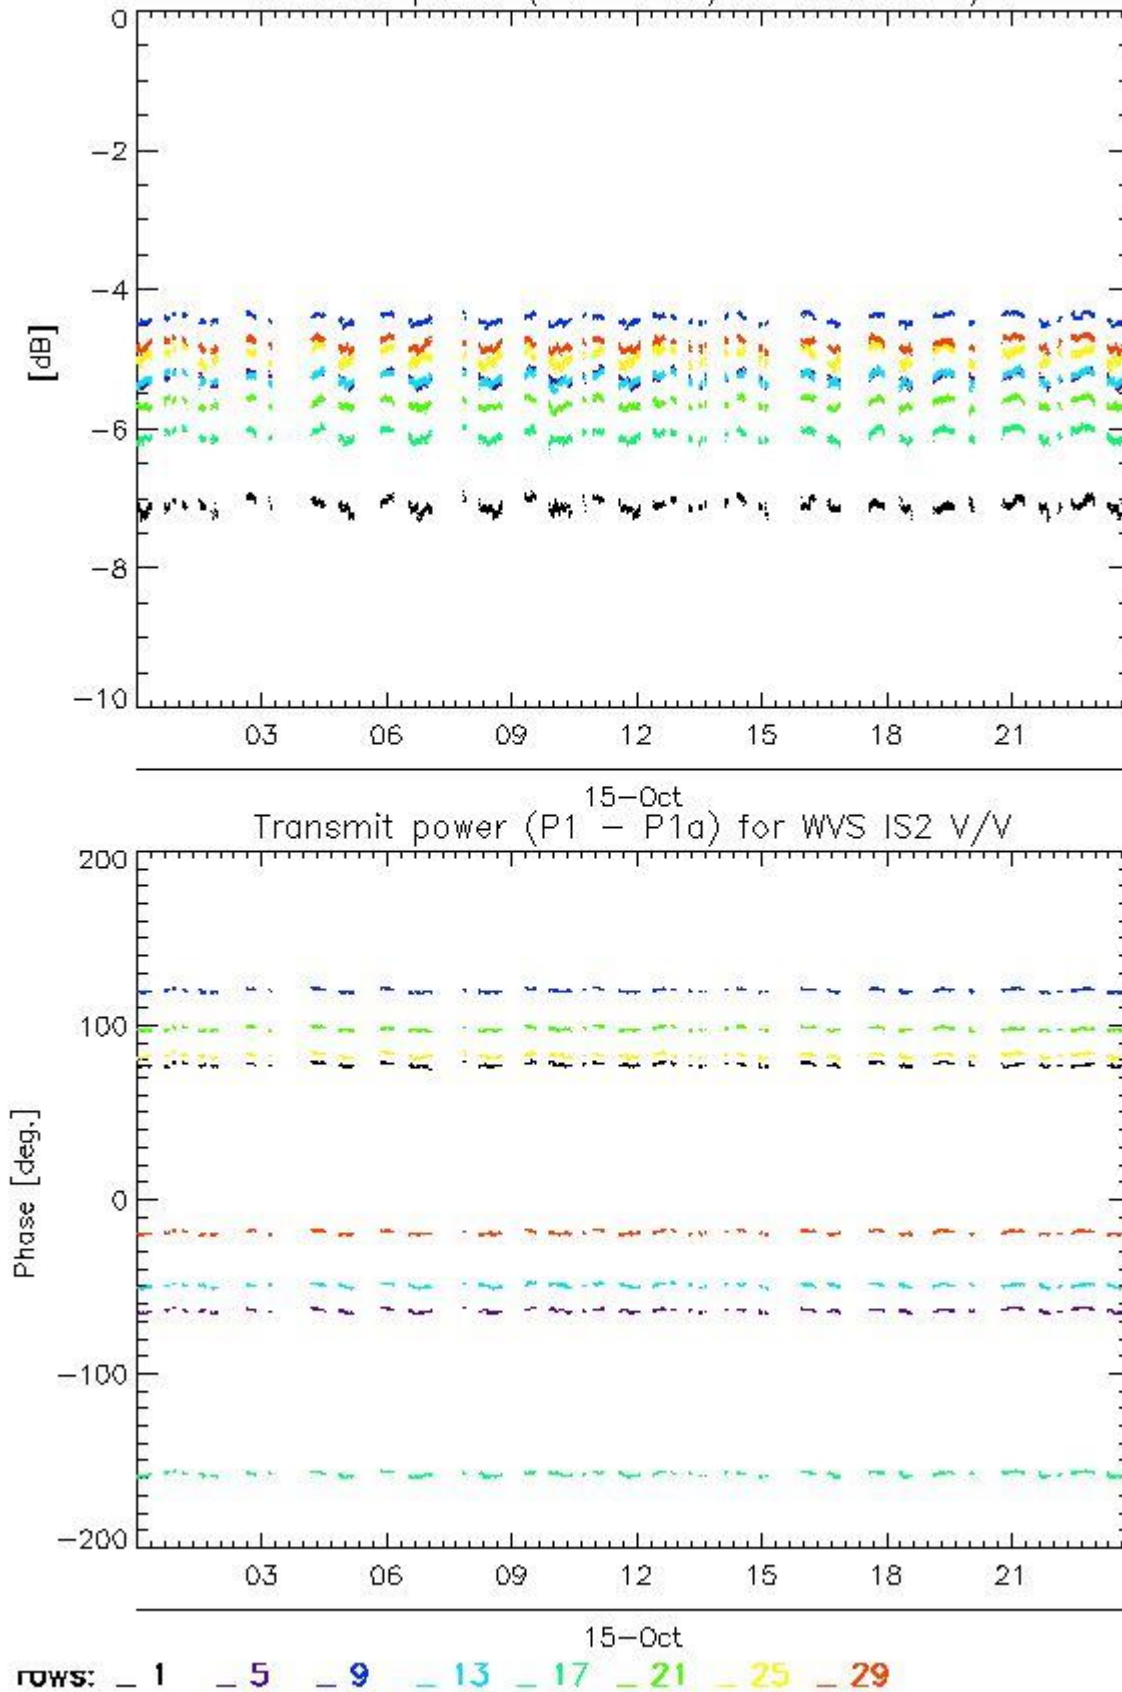 0
-2
-4
[dB]
-6
-8
-10
03 06 09 12 15 18 21
15-Oct
Transmit power (P1 - P1a) for WVS IS2 V/V
200
100
0
Phase [deg.]
-100
-200
03 06 09 12 15 18 21
15-Oct
rows: _ 1 _ 5 _ 9 _ 13 _ 17 _ 21 _ 25 _ 29